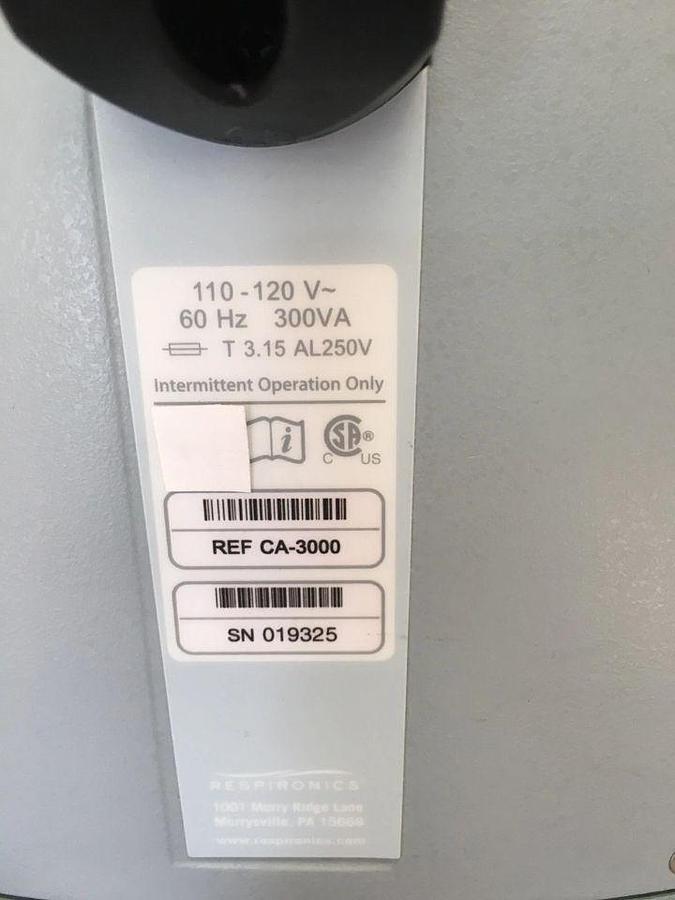 110 - 120 V~
60 Hz 300VA
T 3.15 AL250V
Intermittent Operation Only
i
SA ®
C US
REF CA-3000
SN 019325
RESPIRONICS
1001 Murry Ridge Lane
Murrysville, PA 15668
www.respironics.com